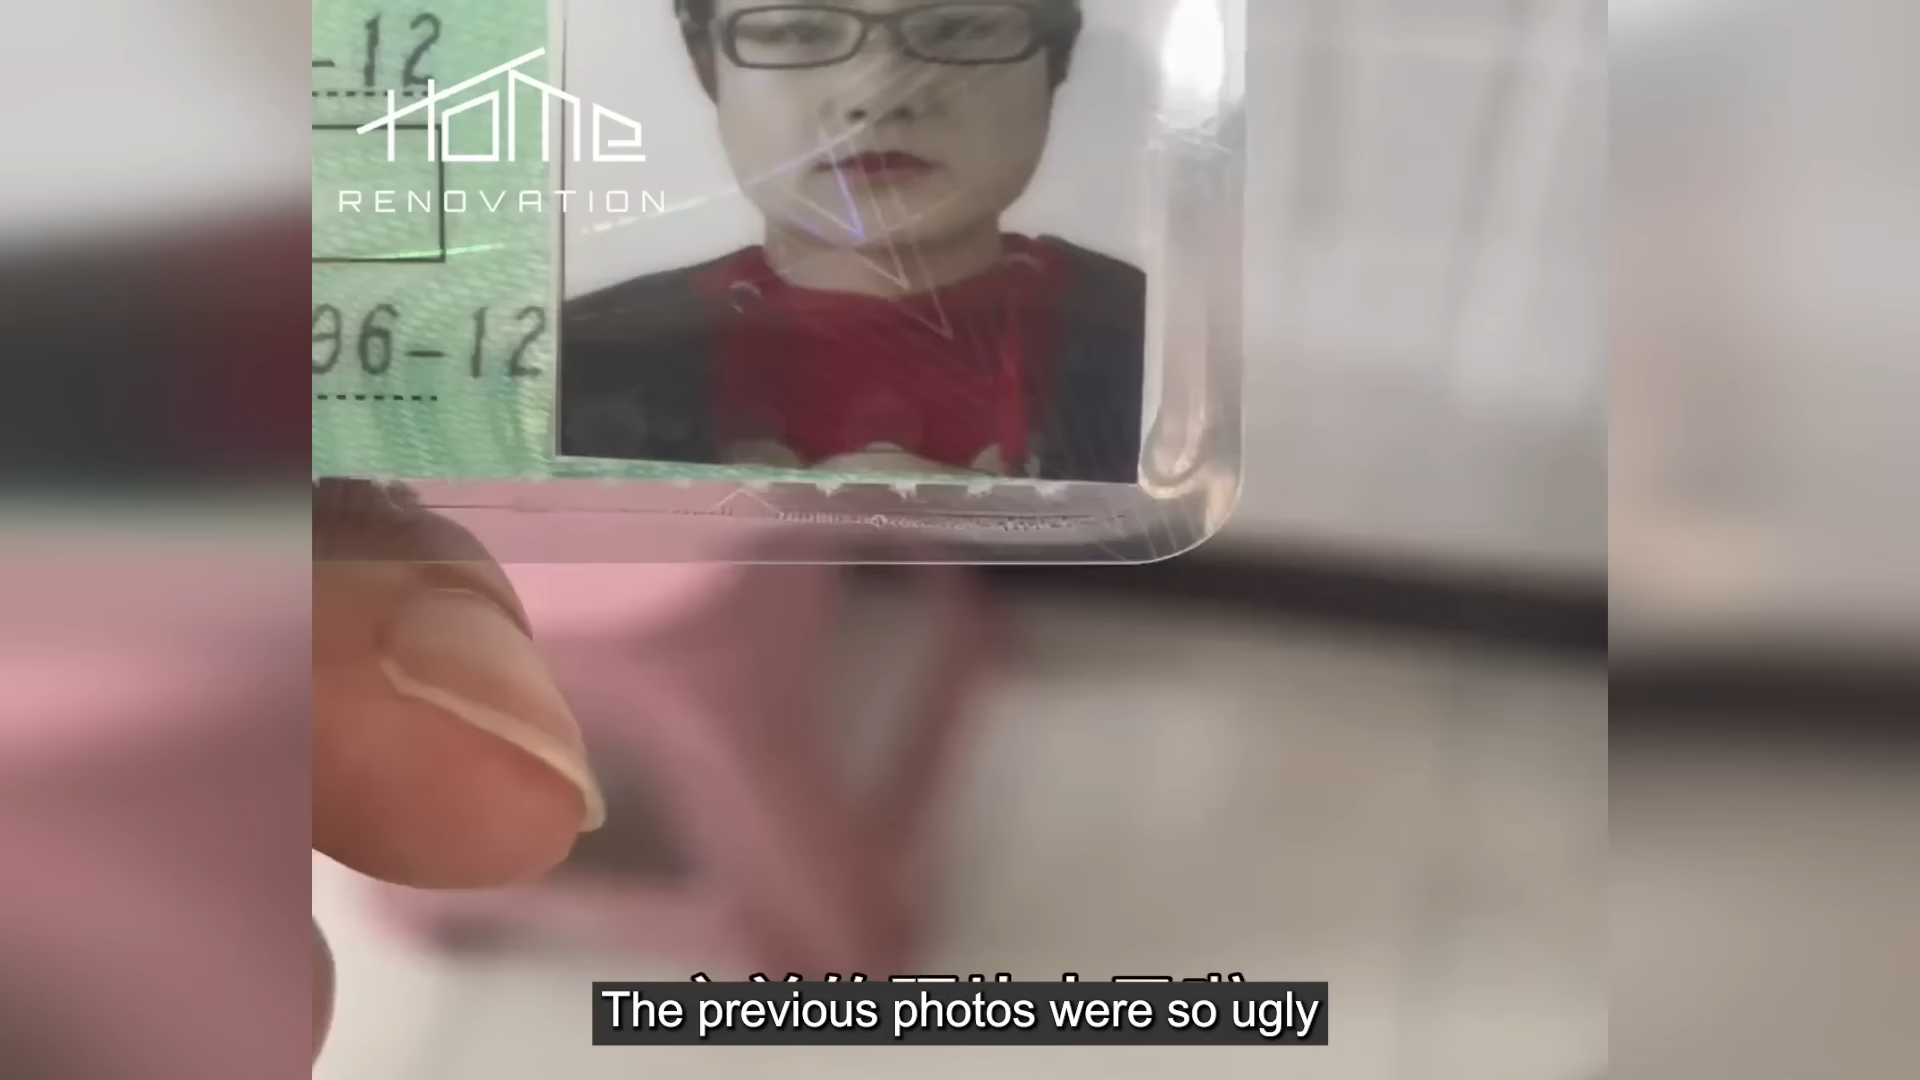 -12
HOME
RENOVATION
96-12
The previous photos were so ugly